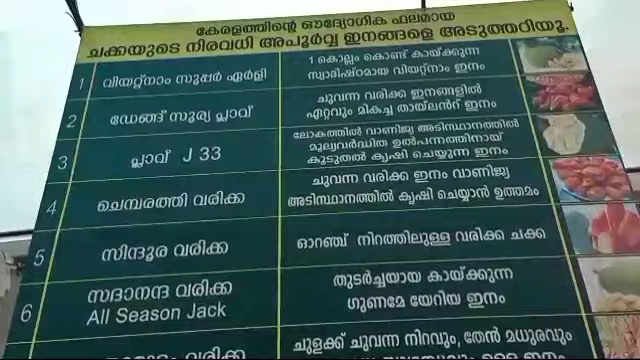 കേരളത്തിന്റെ ഔദ്യോഗിക ഫലമായ
ചക്കയുടെ നിരവധി അപൂർവ്വ ഇനങ്ങളെ അടുത്തറിയൂ.
1 വിയറ്റ്നാം സൂപ്പർ ഏർളി
1 കൊല്ലം കൊണ്ട് കായ്ക്കുന്ന
സ്വാദിഷ്ഠമായ വിയറ്റ്നാം ഇനം
2 ഡേങ്ങ് സൂര്യ പ്ലാവ്
ചുവന്ന വരിക്ക ഇനങ്ങളിൽ
ഏറ്റവും മികച്ച തായ്ലൻറ് ഇനം
3 പ്ലാവ് J 33
ലോകത്തിൽ വാണിജ്യ അടിസ്ഥാനത്തിൽ
മൂല്യവർദ്ധിത ഉൽപന്നത്തിനായ്
കൂടുതൽ കൃഷി ചെയ്യുന്ന ഇനം
4 ചെമ്പരത്തി വരിക്ക
ചുവന്ന വരിക്ക ഇനം വാണിജ്യ
അടിസ്ഥാനത്തിൽ കൃഷി ചെയ്യാൻ ഉത്തമം
5 സിന്ദൂര വരിക്ക
ഓറഞ്ച് നിറത്തിലുള്ള വരിക്ക ചക്ക
6 സദാനന്ദ വരിക്ക
All Season Jack
തുടർച്ചയായ കായ്ക്കുന്ന
ഗുണമേ യേറിയ ഇനം
വരിക്ക
ചുളക്ക് ചുവന്ന നിറവും, തേൻ മധുരവും